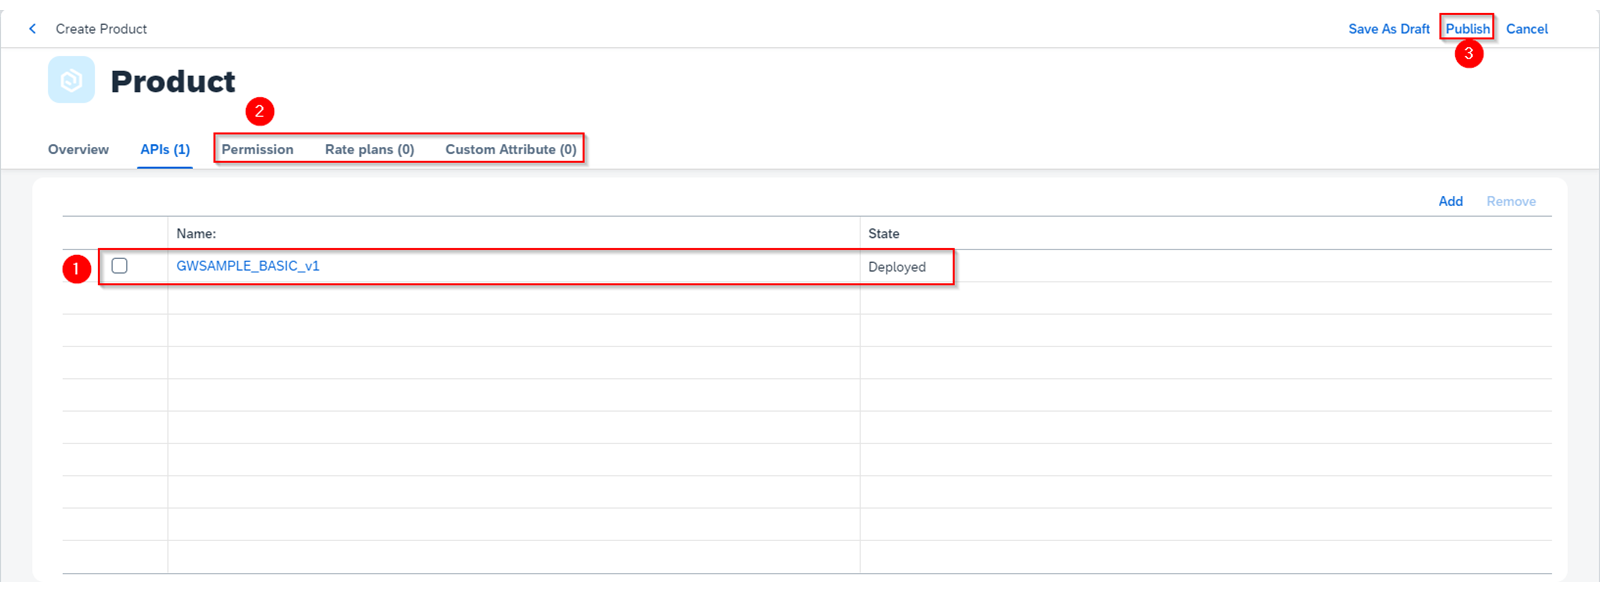 Create Product
Save As Draft Publish Cancel
3
Product
2
Overview APIs (1) Permission Rate plans (0) Custom Attribute (0)
Add Remove
Name: State
1 GWSAMPLE_BASIC_v1 Deployed